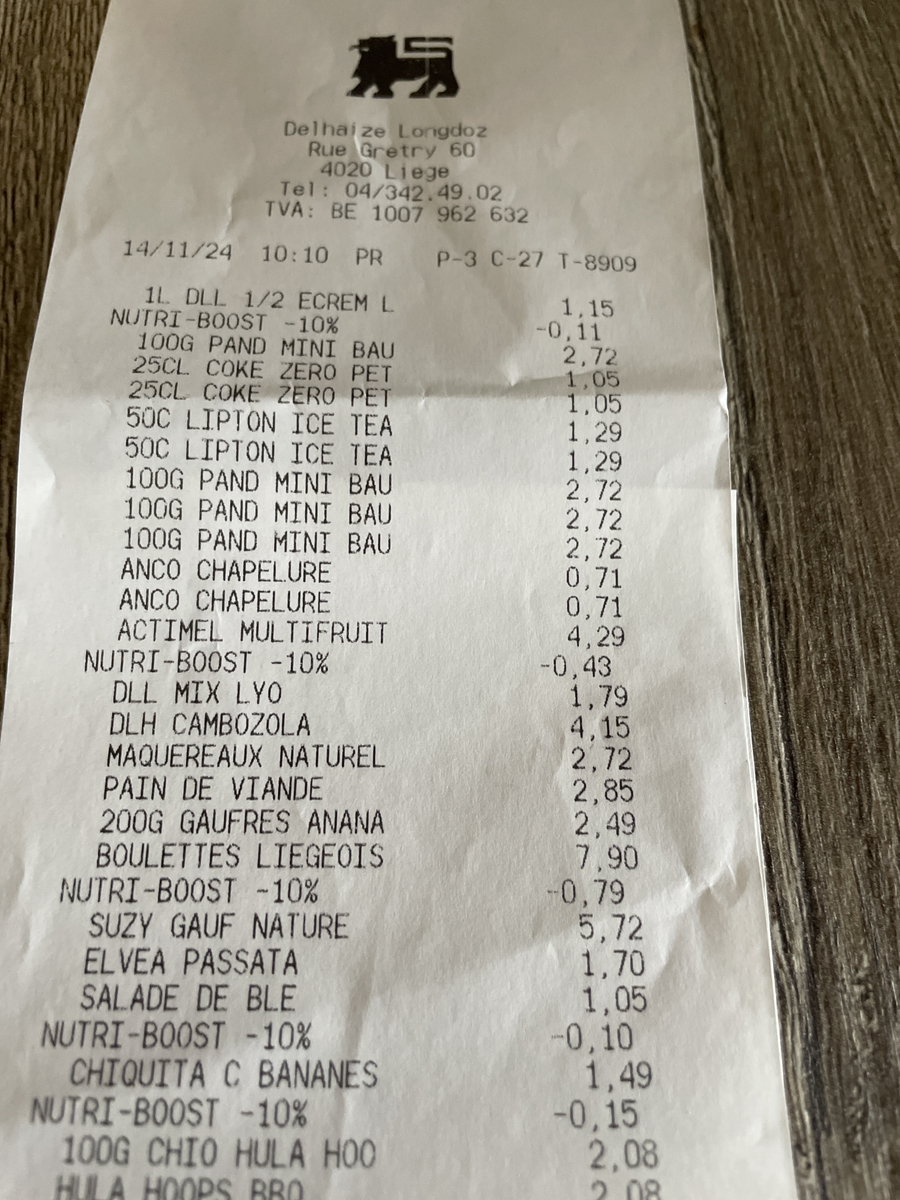 Delhaize Longdoz
Rue Gretry 60
4020 Liege
Tel: 04/342.49.02
TVA: BE 1007 962 632
14/11/24 10:10 PR P-3 C-27 T-8909
1L DLL 1/2 ECREM L 1,15
NUTRI-BOOST -10% -0,11
100G PAND MINI BAU 2,72
25CL COKE ZERO PET 1,05
25CL COKE ZERO PET 1,05
50C LIPTON ICE TEA 1,29
50C LIPTON ICE TEA 1,29
100G PAND MINI BAU 2,72
100G PAND MINI BAU 2,72
100G PAND MINI BAU 2,72
ANCO CHAPELURE 0,71
ANCO CHAPELURE 0,71
ACTIMEL MULTIFRUIT 4,29
NUTRI-BOOST -10% -0,43
DLL MIX LYO 1,79
DLH CAMBOZOLA 4,15
MAQUEREAUX NATUREL 2,72
PAIN DE VIANDE 2,85
200G GAUFRES ANANA 2,49
BOULETTES LIEGEOIS 7,90
NUTRI-BOOST -10% -0,79
SUZY GAUF NATURE 5,72
ELVEA PASSATA 1,70
SALADE DE BLE 1,05
NUTRI-BOOST -10% -0,10
CHIQUITA C BANANES 1,49
NUTRI-BOOST -10% -0,15
100G CHIO HULA HOO 2,08
HULA HOOPS BBQ 2,08